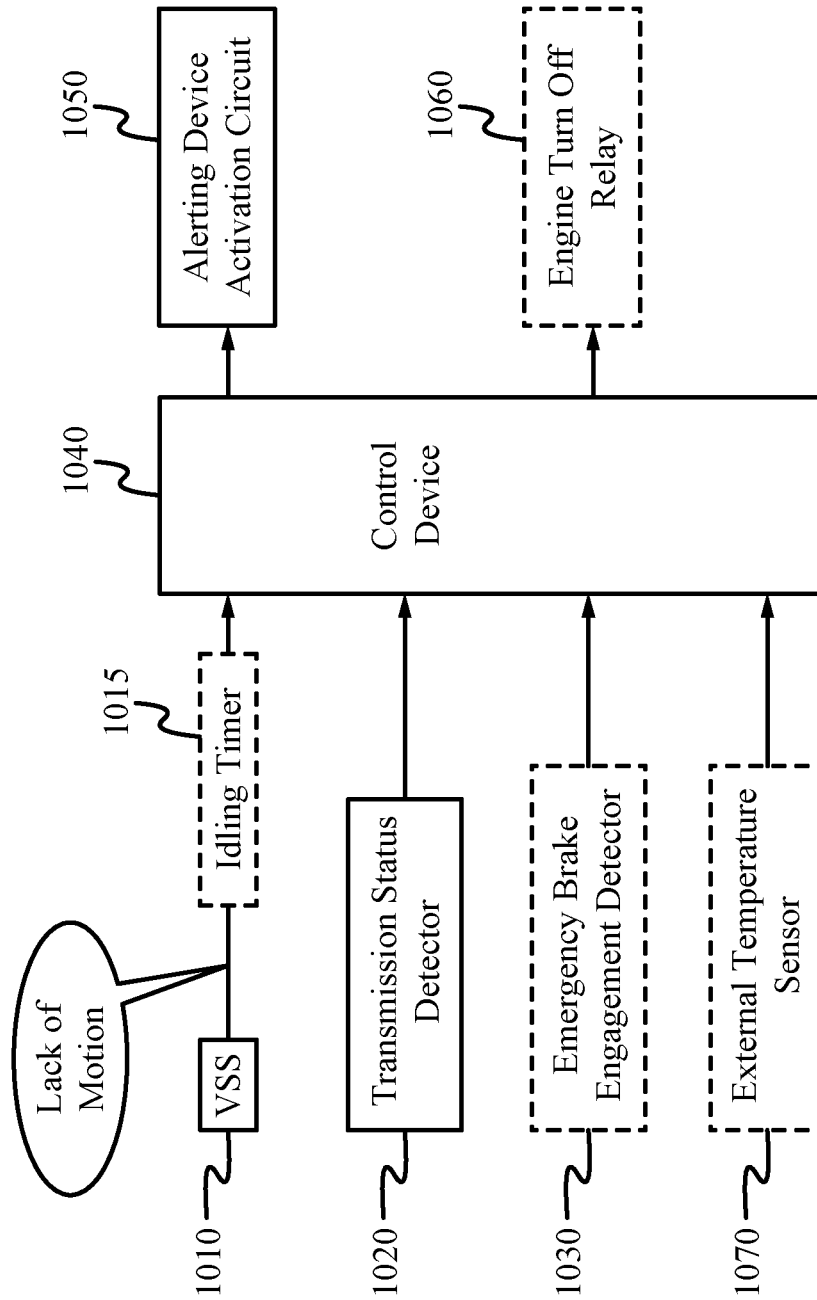 Lack of
Motion
1010
VSS
1015
Idling Timer
1020
Transmission Status
Detector
1030
Emergency Brake
Engagement Detector
1070
External Temperature
Sensor
1040
Control
Device
1050
Alerting Device
Activation Circuit
1060
Engine Turn Off
Relay